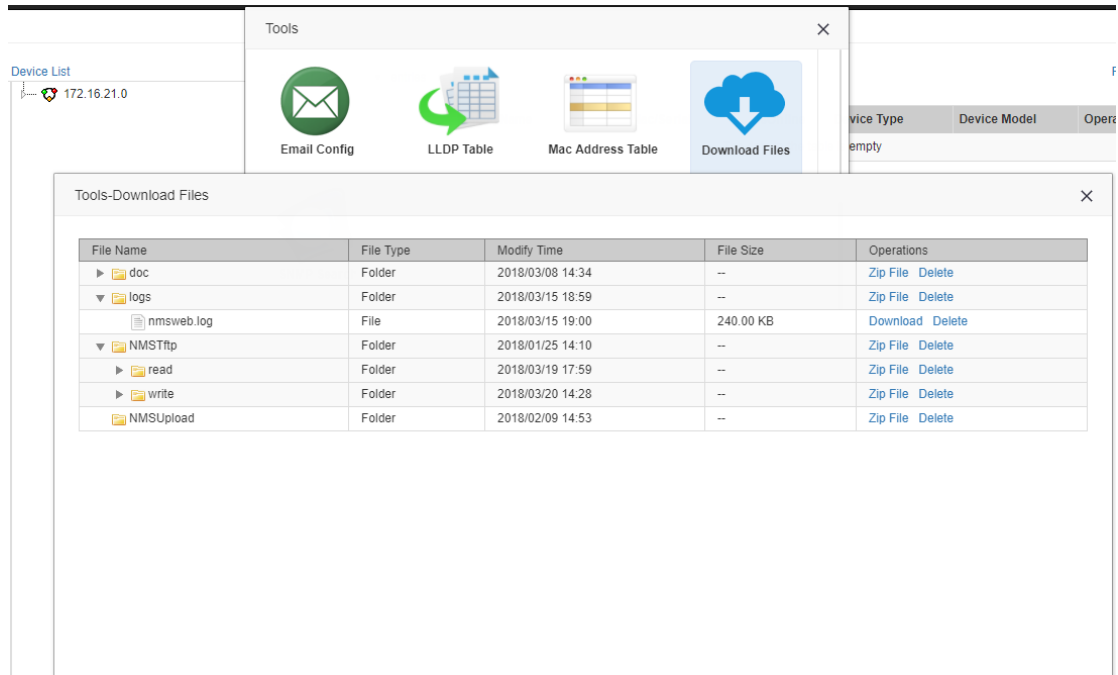 Tools
Device List
172.16.21.0
Email Config LLDP Table Mac Address Table Download Files
Device Model
empty
Tools-Download Files
File Name File Type Modify Time File Size Operations
doc Folder 2018/03/08 14:34 -- Zip File Delete
logs Folder 2018/03/15 18:59 -- Zip File Delete
nmsweb.log File 2018/03/15 19:00 240.00 KB Download Delete
NMSTftp Folder 2018/01/25 14:10 -- Zip File Delete
read Folder 2018/03/19 17:59 -- Zip File Delete
write Folder 2018/03/20 14:28 -- Zip File Delete
NMSUpload Folder 2018/02/09 14:53 -- Zip File Delete